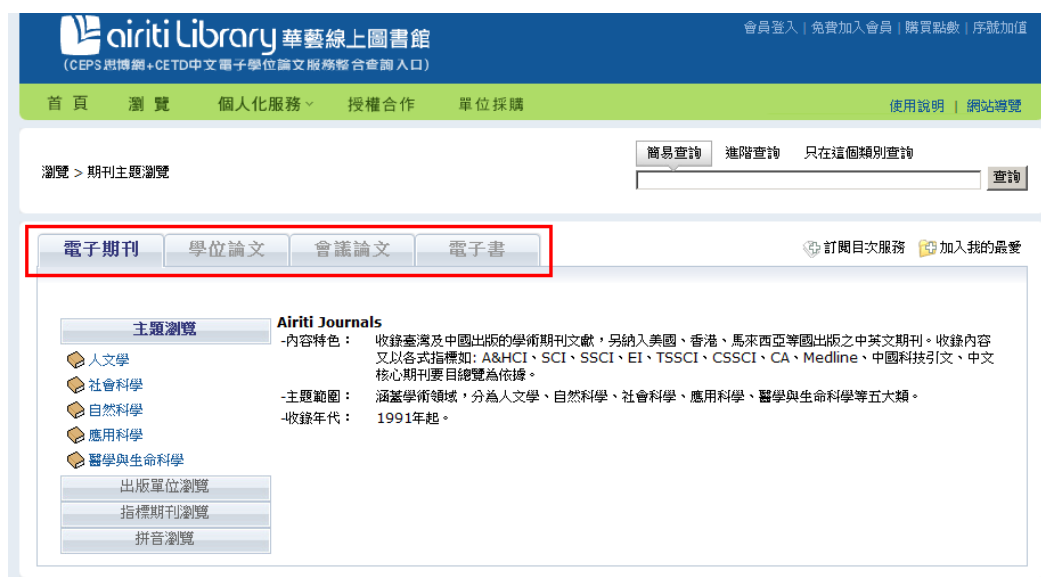 airiti Library 華藝線上圖書館
(CEPS思博網+CETD中文電子學位論文服務整合查詢入口)
會員登入 | 免費加入會員 | 購買點數 | 序號加值
首 頁 瀏 覽 個人化服務 授權合作 單位採購
使用說明 | 網站導覽
簡易查詢 進階查詢 只在這個類別查詢
瀏覽 > 期刊主題瀏覽
查詢
電子期刊 學位論文 會議論文 電子書
訂閱目次服務 加入我的最愛
主題瀏覽
人文學
社會科學
自然科學
應用科學
醫學與生命科學
出版單位瀏覽
指標期刊瀏覽
拼音瀏覽
Airiti Journals
-內容特色： 收錄臺灣及中國出版的學術期刊文獻，另納入美國、香港、馬來西亞等國出版之中英文期刊。收錄內容
又以各式指標如: A&HCI、SCI、SSCI、EI、TSSCI、CSSCI、CA、Medline、中國科技引文、中文
核心期刊要目總覽為依據。
-主題範圍： 涵蓋學術領域，分為人文學、自然科學、社會科學、應用科學、醫學與生命科學等五大類。
-收錄年代： 1991年起。